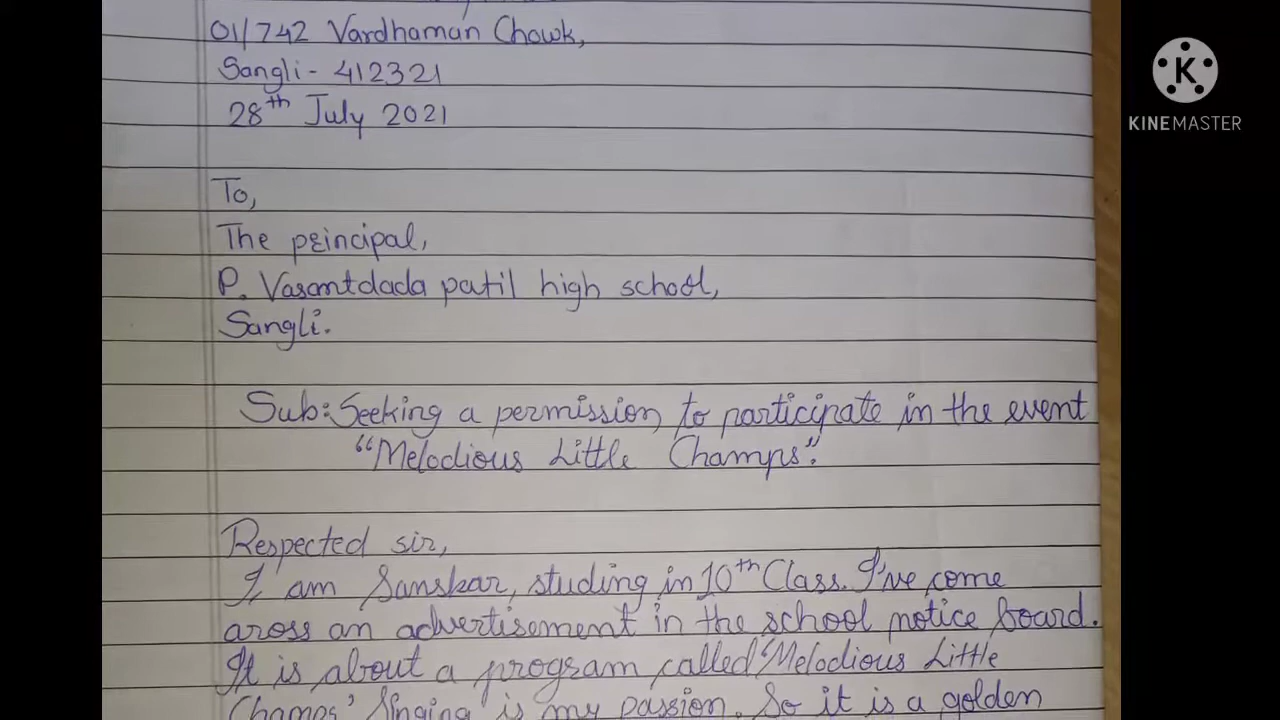 01/742 Vardhaman Chowk,
Sangli - 412321
28th July 2021
To,
The principal,
P. Vasantdada patil high school,
Sangli.
Sub: Seeking a permission to participate in the event
“Melodious Little Champs”.
Respected sir,
I am Sanskar, studing in 10th Class. I've come
aross an advertisement in the school notice board.
It is about a program called ‘Melodious Little
Champs’ Singing is my passion. So it is a golden
K
KINEMASTER